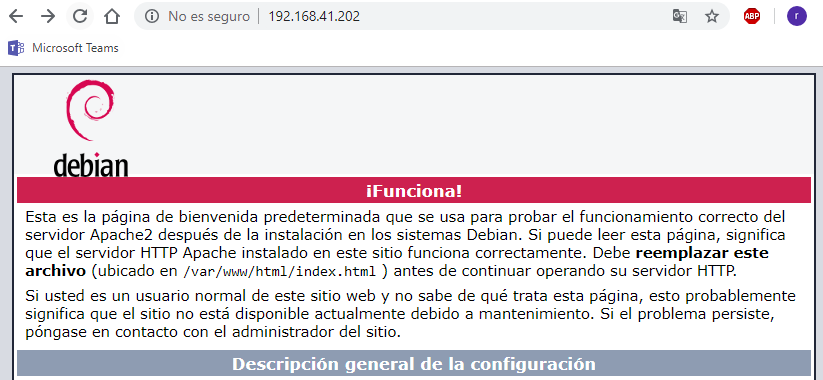 No es seguro | 192.168.41.202
ABP
r
Microsoft Teams
debian
¡Funciona!
Esta es la página de bienvenida predeterminada que se usa para probar el funcionamiento correcto del
servidor Apache2 después de la instalación en los sistemas Debian. Si puede leer esta página, significa
que el servidor HTTP Apache instalado en este sitio funciona correctamente. Debe reemplazar este
archivo (ubicado en /var/www/html/index.html ) antes de continuar operando su servidor HTTP.
Si usted es un usuario normal de este sitio web y no sabe de qué trata esta página, esto probablemente
significa que el sitio no está disponible actualmente debido a mantenimiento. Si el problema persiste,
póngase en contacto con el administrador del sitio.
Descripción general de la configuración